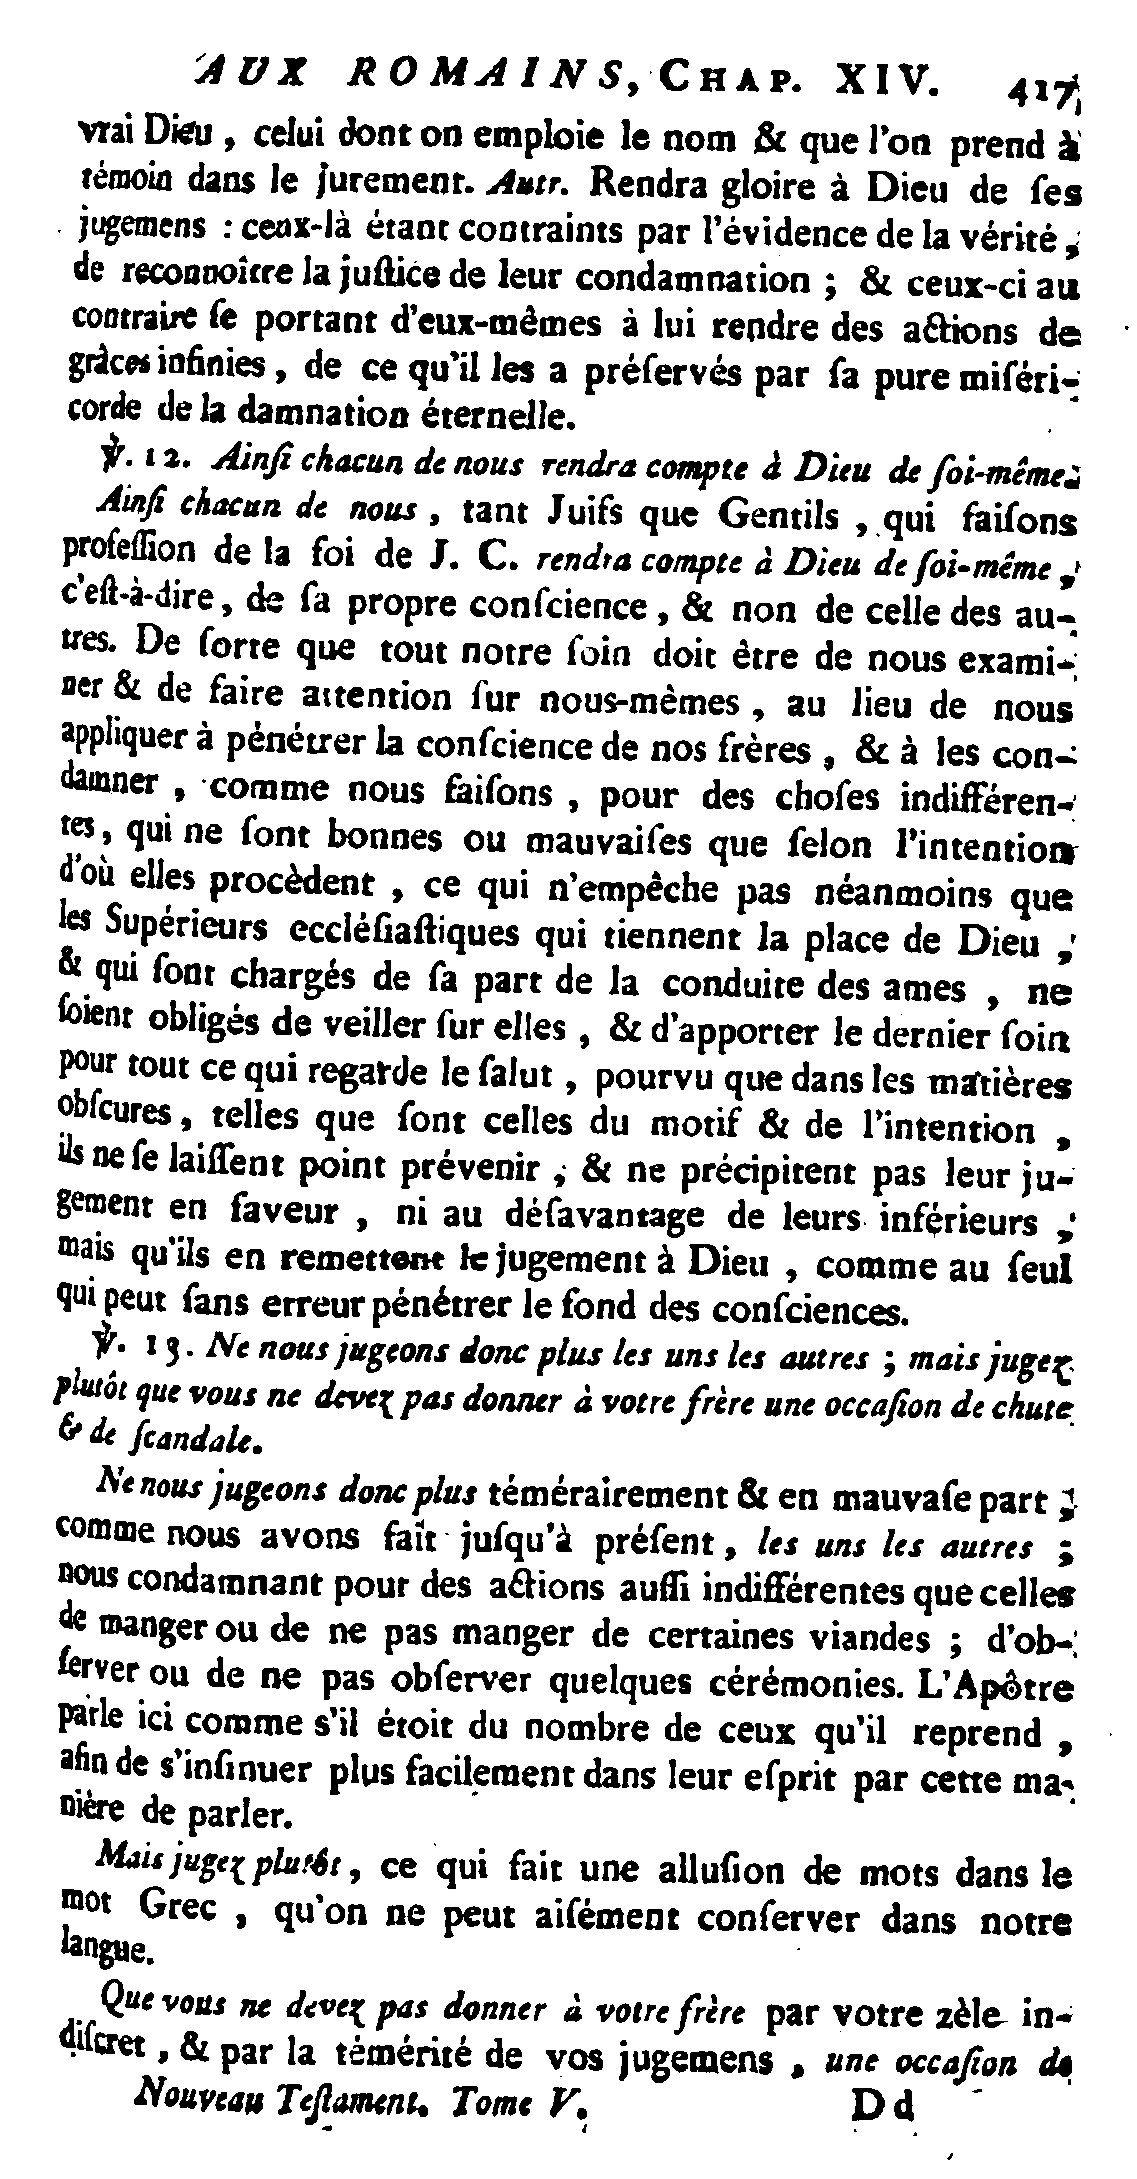 AUX ROMAINS, CHAP. XIV. 417
vrai Dieu, celui dont on emploie le nom & que l'on prend à
témoin dans le jurement. Autr. Rendra gloire à Dieu de ſes
jugemens : ceux-là étant contraints par l'évidence de la vérité,
de reconnoître la juſtice de leur condamnation ; & ceux-ci au
contraire ſe portant d'eux-mêmes à lui rendre des actions de
grâces infinies, de ce qu'il les a préſervés par ſa pure miſéri-
corde de la damnation éternelle.
℣. 12. Ainſi chacun de nous rendra compte à Dieu de ſoi-même.
Ainſi chacun de nous, tant Juifs que Gentils, qui faiſons
profeſſion de la foi de J. C. rendra compte à Dieu de ſoi-même,
c'eſt-à-dire, de ſa propre conſcience, & non de celle des au-
tres. De ſorte que tout notre ſoin doit être de nous exami-
ner & de faire attention ſur nous-mêmes, au lieu de nous
appliquer à pénétrer la conſcience de nos frères, & à les con-
damner, comme nous faiſons, pour des choſes indifféren-
tes, qui ne ſont bonnes ou mauvaiſes que ſelon l'intention
d'où elles procèdent, ce qui n'empêche pas néanmoins que
les Supérieurs eccléſiaſtiques qui tiennent la place de Dieu,
& qui ſont chargés de ſa part de la conduite des ames, ne
ſoient obligés de veiller ſur elles, & d'apporter le dernier ſoin
pour tout ce qui regarde le ſalut, pourvu que dans les matières
obſcures, telles que ſont celles du motif & de l'intention,
ils ne ſe laiſſent point prévenir, & ne précipitent pas leur ju-
gement en faveur, ni au déſavantage de leurs inférieurs,
mais qu'ils en remettent le jugement à Dieu, comme au ſeul
qui peut ſans erreur pénétrer le fond des conſciences.
℣. 13. Ne nous jugeons donc plus les uns les autres ; mais jugez
plutôt que vous ne devez pas donner à votre frère une occaſion de chute
& de ſcandale.
Ne nous jugeons donc plus témérairement & en mauvaſe part,
comme nous avons fait juſqu'à préſent, les uns les autres ;
nous condamnant pour des actions auſſi indifférentes que celles
de manger ou de ne pas manger de certaines viandes ; d'ob-
ſerver ou de ne pas obſerver quelques cérémonies. L'Apôtre
parle ici comme s'il étoit du nombre de ceux qu'il reprend,
afin de s'inſinuer plus facilement dans leur eſprit par cette ma-
nière de parler.
Mais jugez plutôt, ce qui fait une alluſion de mots dans le
mot Grec, qu'on ne peut aiſément conſerver dans notre
langue.
Que vous ne devez pas donner à votre frère par votre zèle in-
diſcret, & par la témérité de vos jugemens, une occaſion de
Nouveau Teſtament. Tome V. Dd